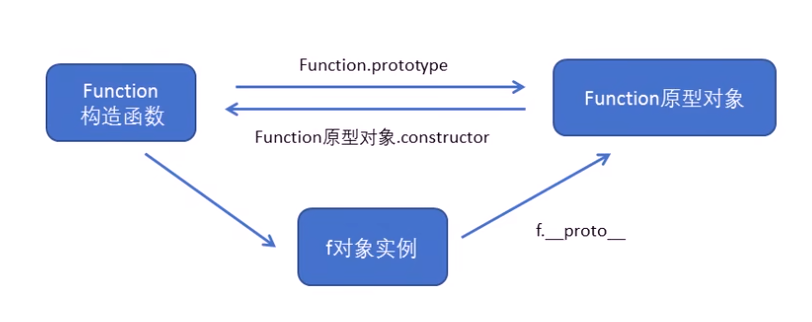 Function.prototype
Function
构造函数
Function原型对象
Function原型对象.constructor
f对象实例
f.__proto__